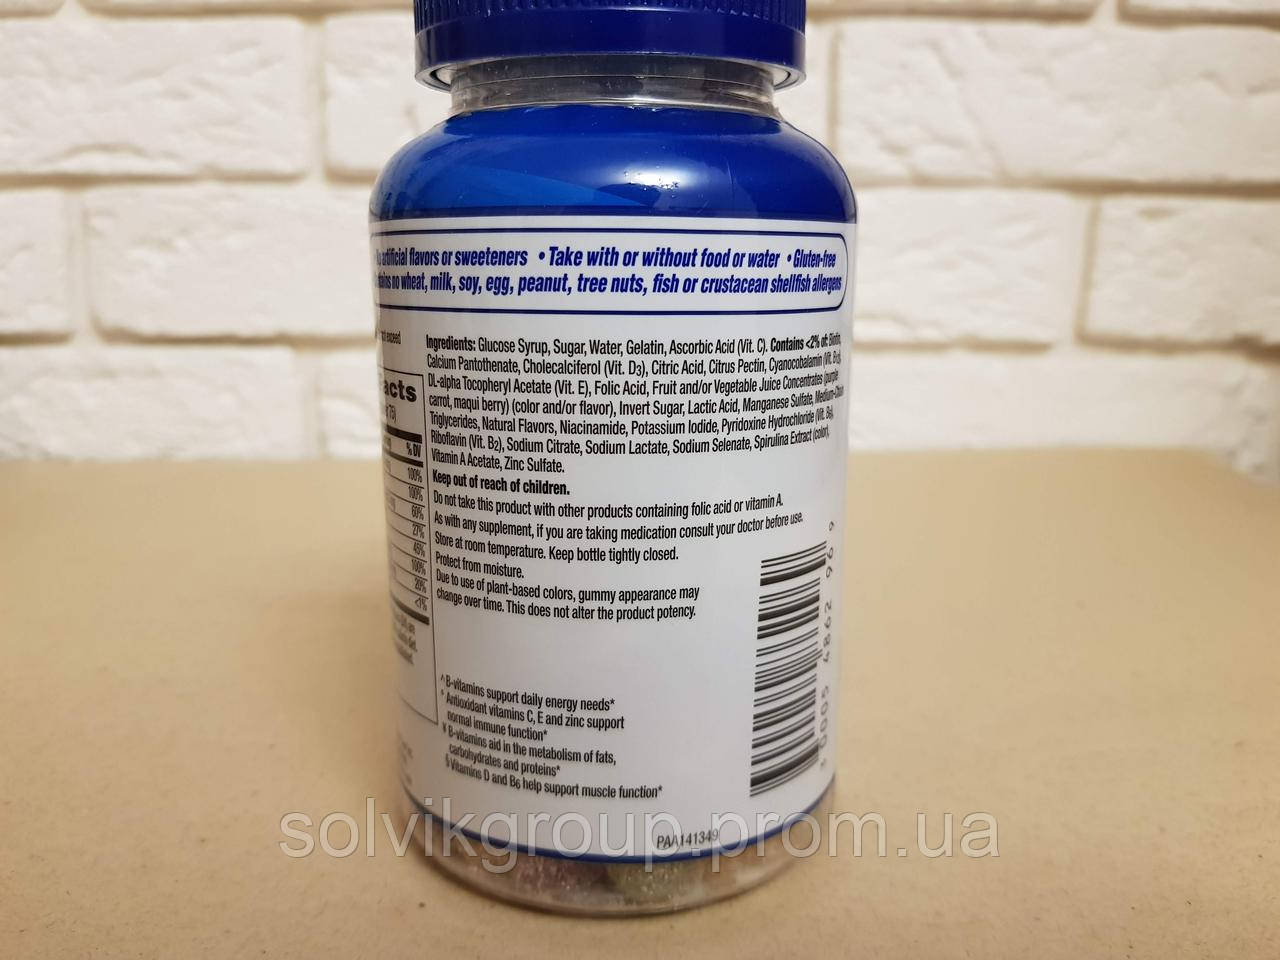 artificial flavors or sweeteners • Take with or without food or water • Gluten-free
no wheat, milk, soy, egg, peanut, tree nuts, fish or crustacean shellfish allergens
exceed
Ingredients: Glucose Syrup, Sugar, Water, Gelatin, Ascorbic Acid (Vit. C). Contains <2% of: Biotin,
Calcium Pantothenate, Cholecalciferol (Vit. D3), Citric Acid, Citrus Pectin, Cyanocobalamin (Vit. B12),
DL-alpha Tocopheryl Acetate (Vit. E), Folic Acid, Fruit and/or Vegetable Juice Concentrates (purple
carrot, maqui berry) (color and/or flavor), Invert Sugar, Lactic Acid, Manganese Sulfate, Medium-Chain
Triglycerides, Natural Flavors, Niacinamide, Potassium Iodide, Pyridoxine Hydrochloride (Vit. B6),
Riboflavin (Vit. B2), Sodium Citrate, Sodium Lactate, Sodium Selenate, Spirulina Extract (color),
Vitamin A Acetate, Zinc Sulfate.
Keep out of reach of children.
Do not take this product with other products containing folic acid or vitamin A.
As with any supplement, if you are taking medication consult your doctor before use.
Store at room temperature. Keep bottle tightly closed.
Protect from moisture.
Due to use of plant-based colors, gummy appearance may
change over time. This does not alter the product potency.
% DV
100%
100%
60%
27%
45%
100%
20%
<1%
^B-vitamins support daily energy needs*
° Antioxidant vitamins C, E and zinc support
normal immune function*
¥ B-vitamins aid in the metabolism of fats,
carbohydrates and proteins*
§ Vitamins D and B6 help support muscle function*
PAA141349
solvikgroup.prom.ua